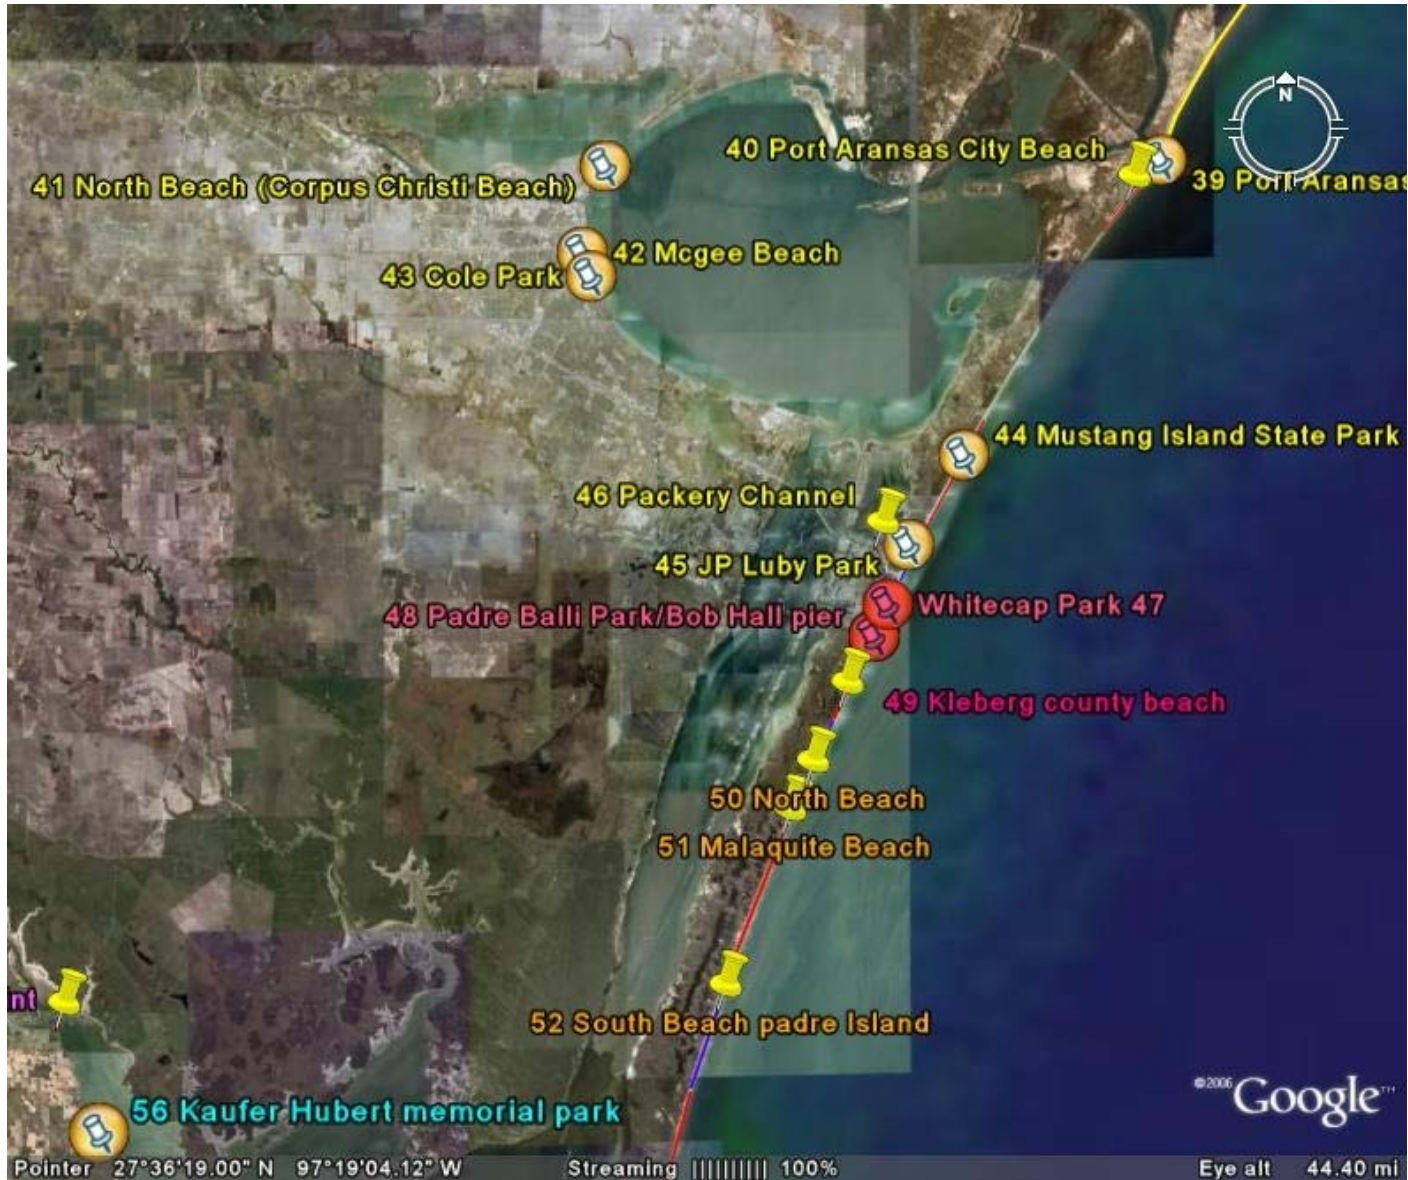 N
40 Port Aransas City Beach
39 Port Aransas
41 North Beach (Corpus Christi Beach)
42 Mcgee Beach
43 Cole Park
44 Mustang Island State Park
46 Packery Channel
45 JP Luby Park
Whitecap Park 47
48 Padre Balli Park/Bob Hall pier
49 Kleberg county beach
50 North Beach
51 Malaquite Beach
nt
52 South Beach padre Island
©2006 Google™
56 Kaufer Hubert memorial park
Pointer 27°36'19.00" N 97°19'04.12" W Streaming |||||||||| 100% Eye alt 44.40 mi